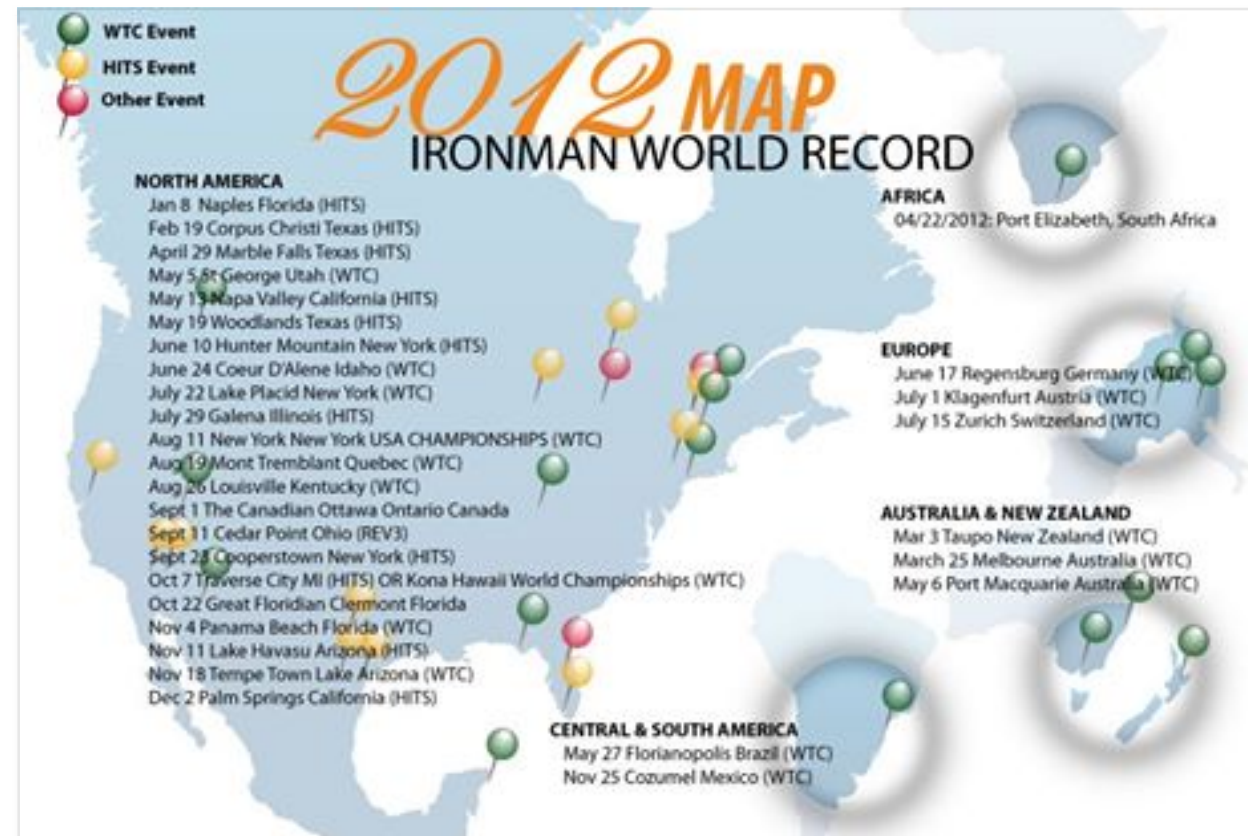 WTC Event
HITS Event
Other Event
2012 MAP
IRONMAN WORLD RECORD
NORTH AMERICA
Jan 8 Naples Florida (HITS)
Feb 19 Corpus Christi Texas (HITS)
April 29 Marble Falls Texas (HITS)
May 5 St George Utah (WTC)
May 13 Napa Valley California (HITS)
May 19 Woodlands Texas (HITS)
June 10 Hunter Mountain New York (HITS)
June 24 Coeur D'Alene Idaho (WTC)
July 22 Lake Placid New York (WTC)
July 29 Galena Illinois (HITS)
Aug 11 New York New York USA CHAMPIONSHIPS (WTC)
Aug 19 Mont Tremblant Quebec (WTC)
Aug 26 Louisville Kentucky (WTC)
Sept 1 The Canadian Ottawa Ontario Canada
Sept 11 Cedar Point Ohio (REV3)
Sept 23 Cooperstown New York (HITS)
Oct 7 Traverse City MI (HITS) OR Kona Hawaii World Championships (WTC)
Oct 22 Great Floridian Clermont Florida
Nov 4 Panama Beach Florida (WTC)
Nov 11 Lake Havasu Arizona (HITS)
Nov 18 Tempe Town Lake Arizona (WTC)
Dec 2 Palm Springs California (HITS)
AFRICA
04/22/2012: Port Elizabeth, South Africa
EUROPE
June 17 Regensburg Germany (WTC)
July 1 Klagenfurt Austria (WTC)
July 15 Zurich Switzerland (WTC)
AUSTRALIA & NEW ZEALAND
Mar 3 Taupo New Zealand (WTC)
March 25 Melbourne Australia (WTC)
May 6 Port Macquarie Australia (WTC)
CENTRAL & SOUTH AMERICA
May 27 Florianopolis Brazil (WTC)
Nov 25 Cozumel Mexico (WTC)